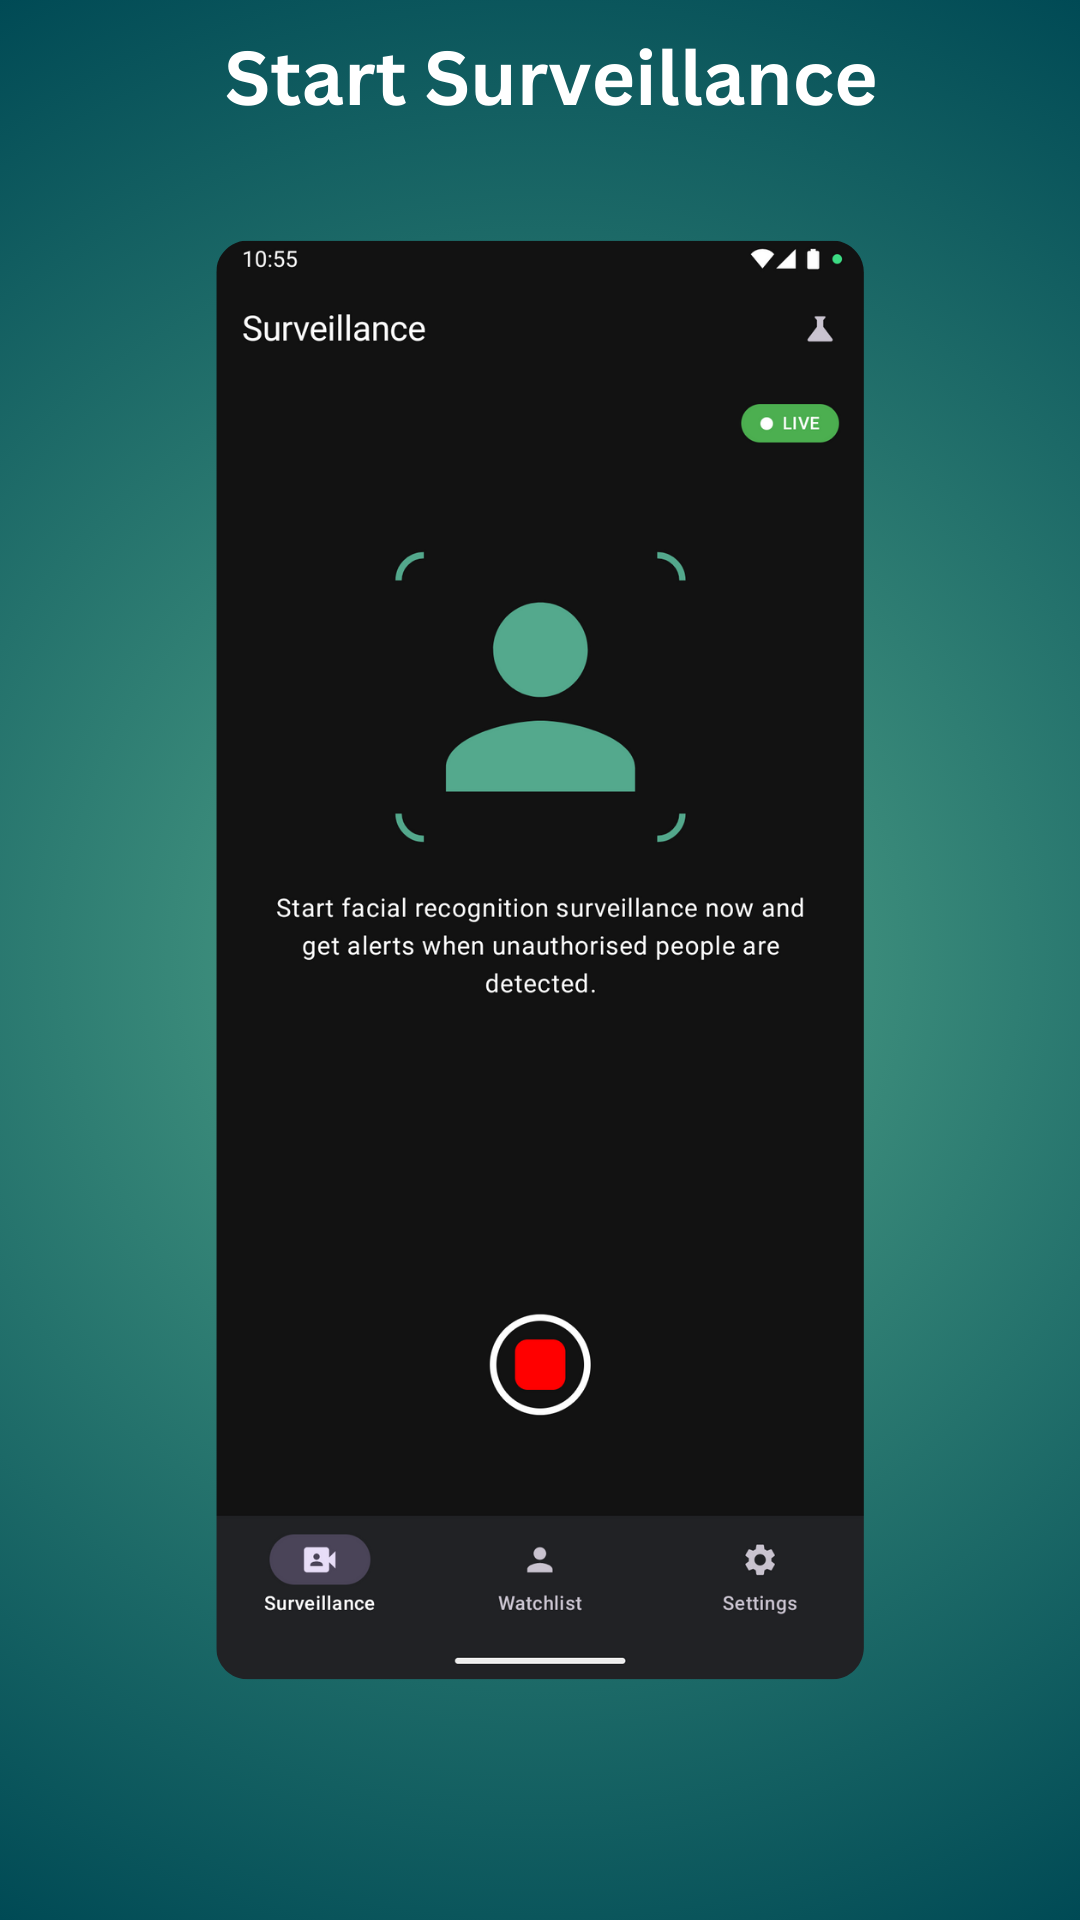 Start Surveillance
10:55
Surveillance
LIVE
Start facial recognition surveillance now and
get alerts when unauthorised people are
detected.
Surveillance
Watchlist
Settings